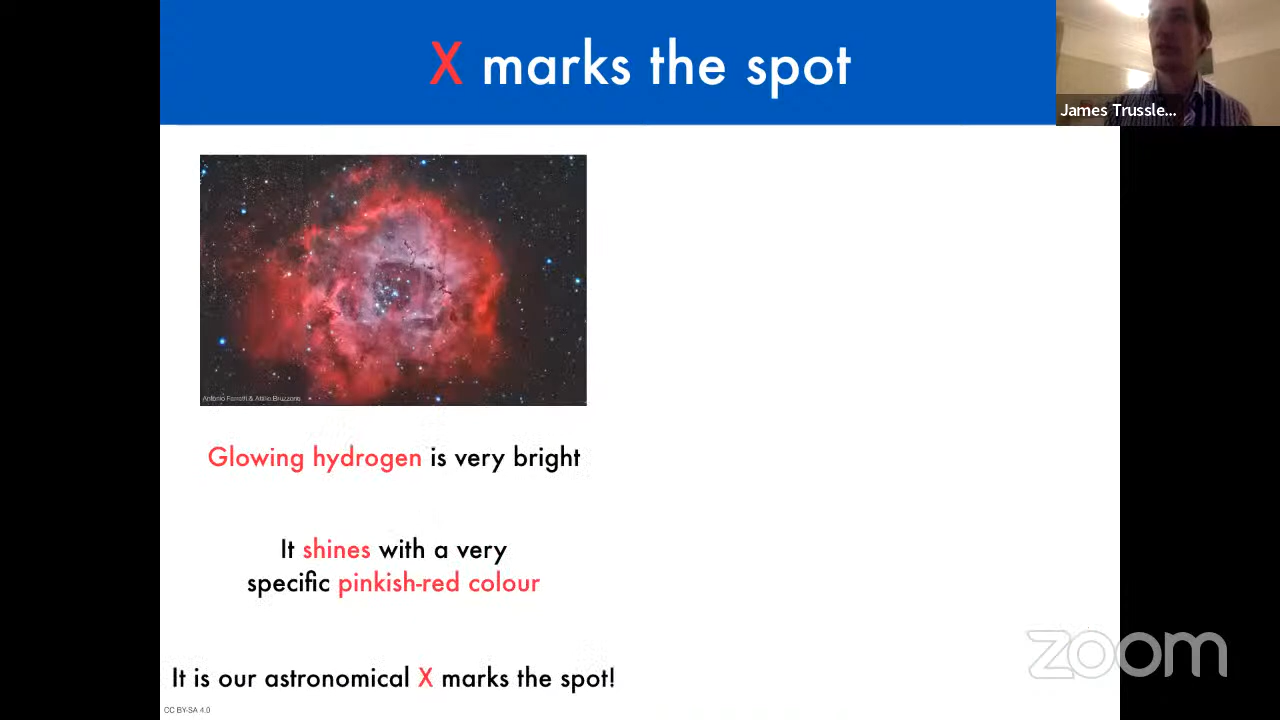 X marks the spot
James Trussle...
Antonio Ferretti & Attilio Bruzzone
Glowing hydrogen is very bright
It shines with a very
specific pinkish-red colour
It is our astronomical X marks the spot!
CC BY-SA 4.0
zoom